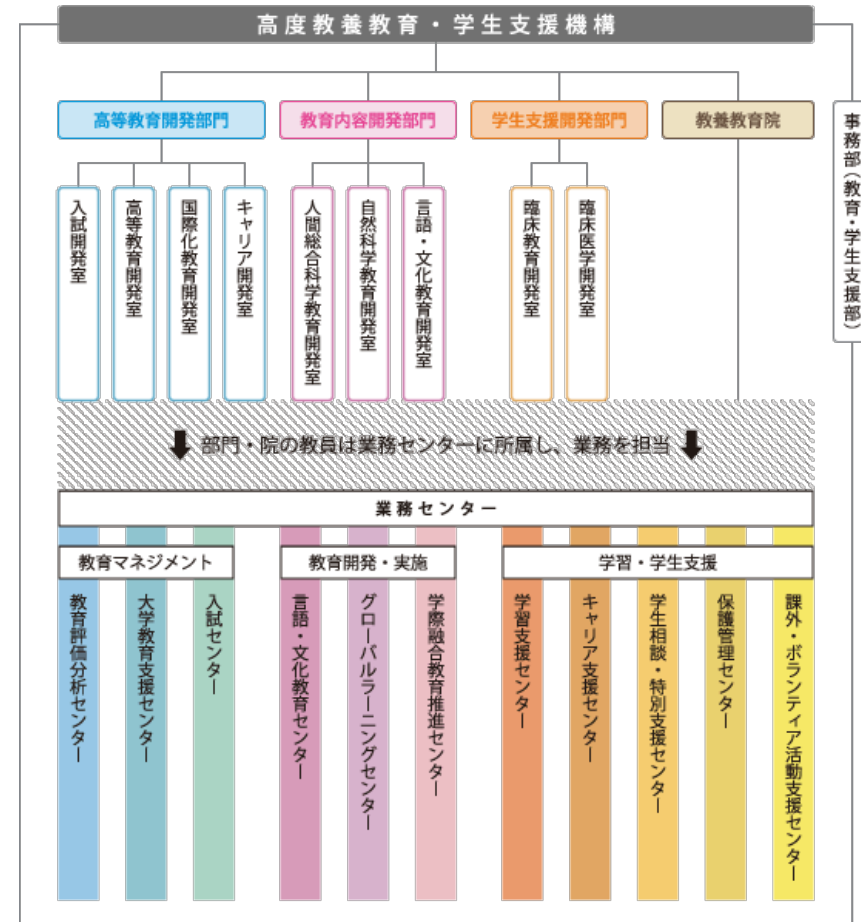 高度教養教育・学生支援機構
高等教育開発部門
教育内容開発部門
学生支援開発部門
教養教育院
事務部(教育・学生支援部)
入試開発室
高等教育開発室
国際化教育開発室
キャリア開発室
人間総合科学教育開発室
自然科学教育開発室
言語・文化教育開発室
臨床教育開発室
臨床医学開発室
部門・院の教員は業務センターに所属し、業務を担当
業務センター
教育マネジメント
教育開発・実施
学習・学生支援
教育評価分析センター
大学教育支援センター
入試センター
言語・文化教育センター
グローバルラーニングセンター
学際融合教育推進センター
学習支援センター
キャリア支援センター
学生相談・特別支援センター
保護管理センター
課外・ボランティア活動支援センター